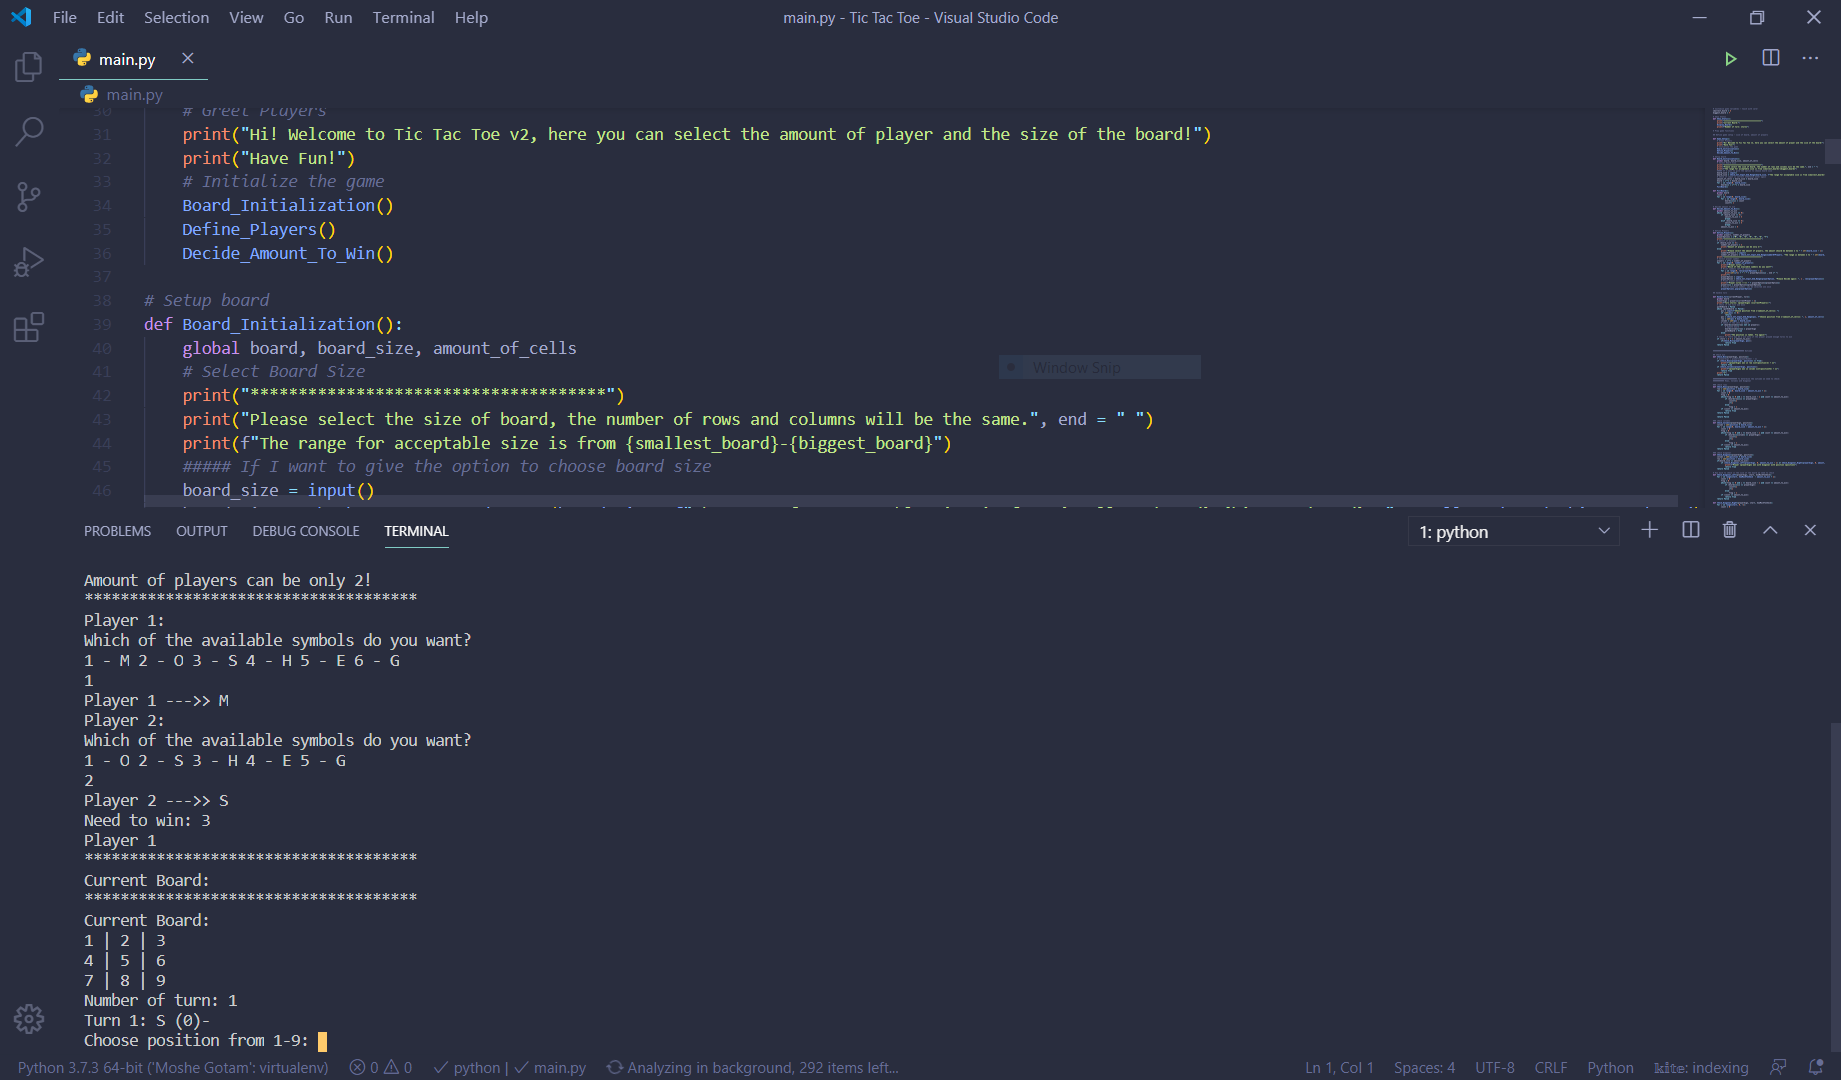 File Edit Selection View Go Run Terminal Help
main.py - Tic Tac Toe - Visual Studio Code
main.py
main.py
30 # Greet Players
31 print("Hi! Welcome to Tic Tac Toe v2, here you can select the amount of player and the size of the board!")
32 print("Have Fun!")
33 # Initialize the game
34 Board_Initialization()
35 Define_Players()
36 Decide_Amount_To_Win()
37
38 # Setup board
39 def Board_Initialization():
40 global board, board_size, amount_of_cells
41 # Select Board Size
Window Snip
42 print("*************************************")
43 print("Please select the size of board, the number of rows and columns will be the same.", end = " ")
44 print(f"The range for acceptable size is from {smallest_board}-{biggest_board}")
45 ##### If I want to give the option to choose board size
46 board_size = input()
PROBLEMS OUTPUT DEBUG CONSOLE TERMINAL
1: python
Amount of players can be only 2!
*************************************
Player 1:
Which of the available symbols do you want?
1 - M 2 - O 3 - S 4 - H 5 - E 6 - G
1
Player 1 --->> M
Player 2:
Which of the available symbols do you want?
1 - O 2 - S 3 - H 4 - E 5 - G
2
Player 2 --->> S
Need to win: 3
Player 1
*************************************
Current Board:
*************************************
Current Board:
1 | 2 | 3
4 | 5 | 6
7 | 8 | 9
Number of turn: 1
Turn 1: S (0)-
Choose position from 1-9:
Python 3.7.3 64-bit ('Moshe Gotam': virtualenv) 0 0 python | main.py Analyzing in background, 292 items left... Ln 1, Col 1 Spaces: 4 UTF-8 CRLF Python kite: indexing